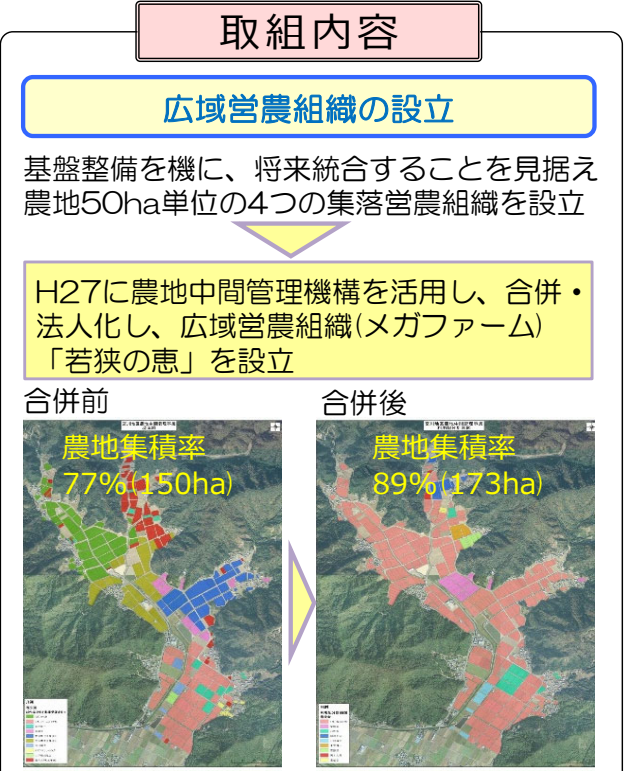 取組内容
広域営農組織の設立
基盤整備を機に、将来統合することを見据え
農地50ha単位の4つの集落営農組織を設立
H27に農地中間管理機構を活用し、合併・
法人化し、広域営農組織(メガファーム)
「若狭の恵」を設立
合併前
合併後
農地集積率
77%(150ha)
農地集積率
89%(173ha)